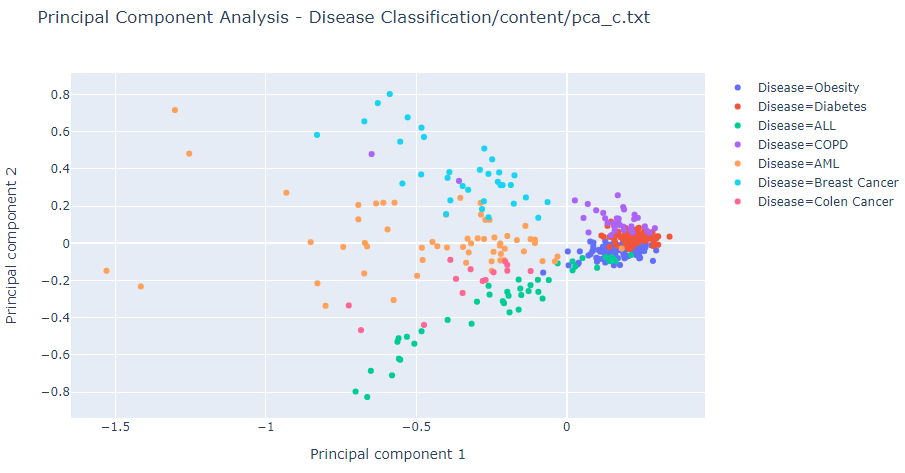 Principal Component Analysis - Disease Classification/content/pca_c.txt
Principal component 2
0.8
0.6
0.4
0.2
0
−0.2
−0.4
−0.6
−0.8
−1.5
−1
−0.5
0
Principal component 1
Disease=Obesity
Disease=Diabetes
Disease=ALL
Disease=COPD
Disease=AML
Disease=Breast Cancer
Disease=Colen Cancer